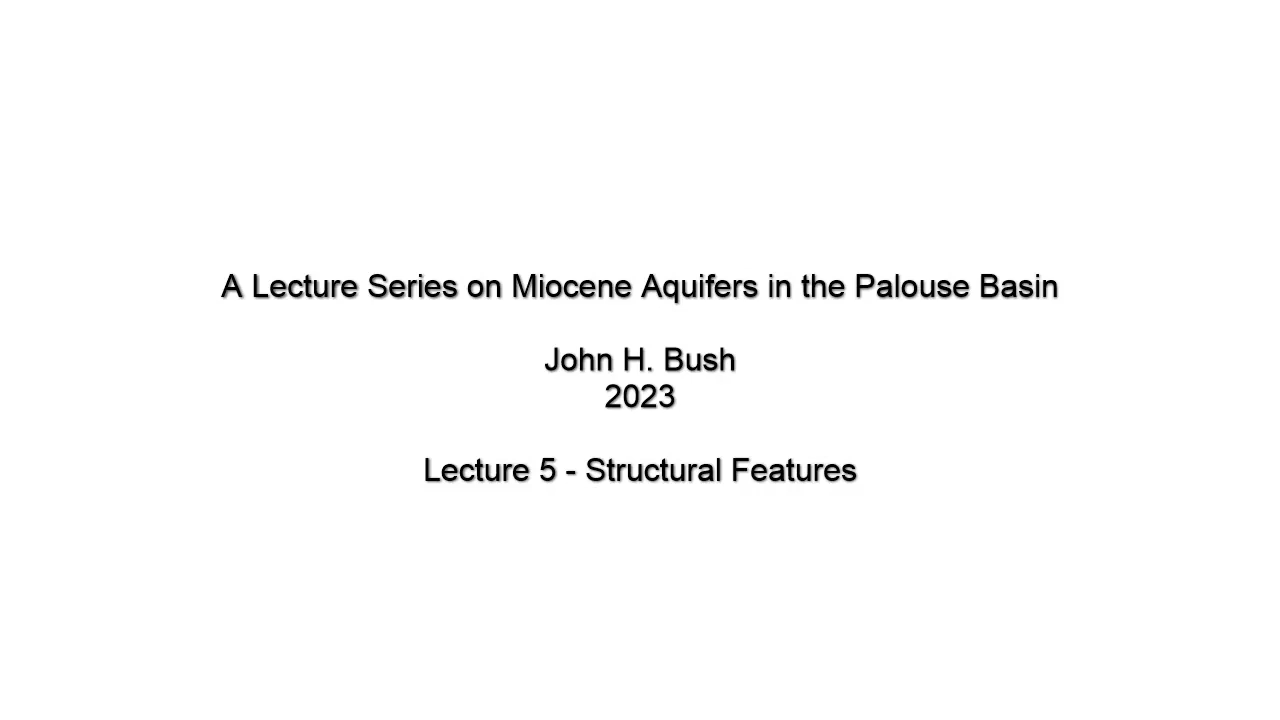 A Lecture Series on Miocene Aquifers in the Palouse Basin
John H. Bush
2023
Lecture 5 - Structural Features